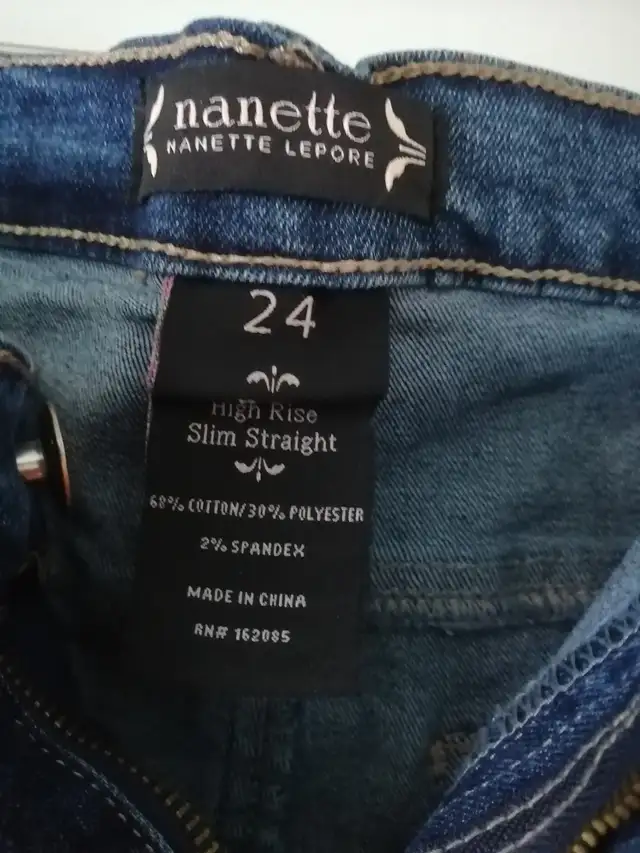 nanette
NANETTE LEPORE
24
High Rise
Slim Straight
68% COTTON/30% POLYESTER
2% SPANDEX
MADE IN CHINA
RN# 162085